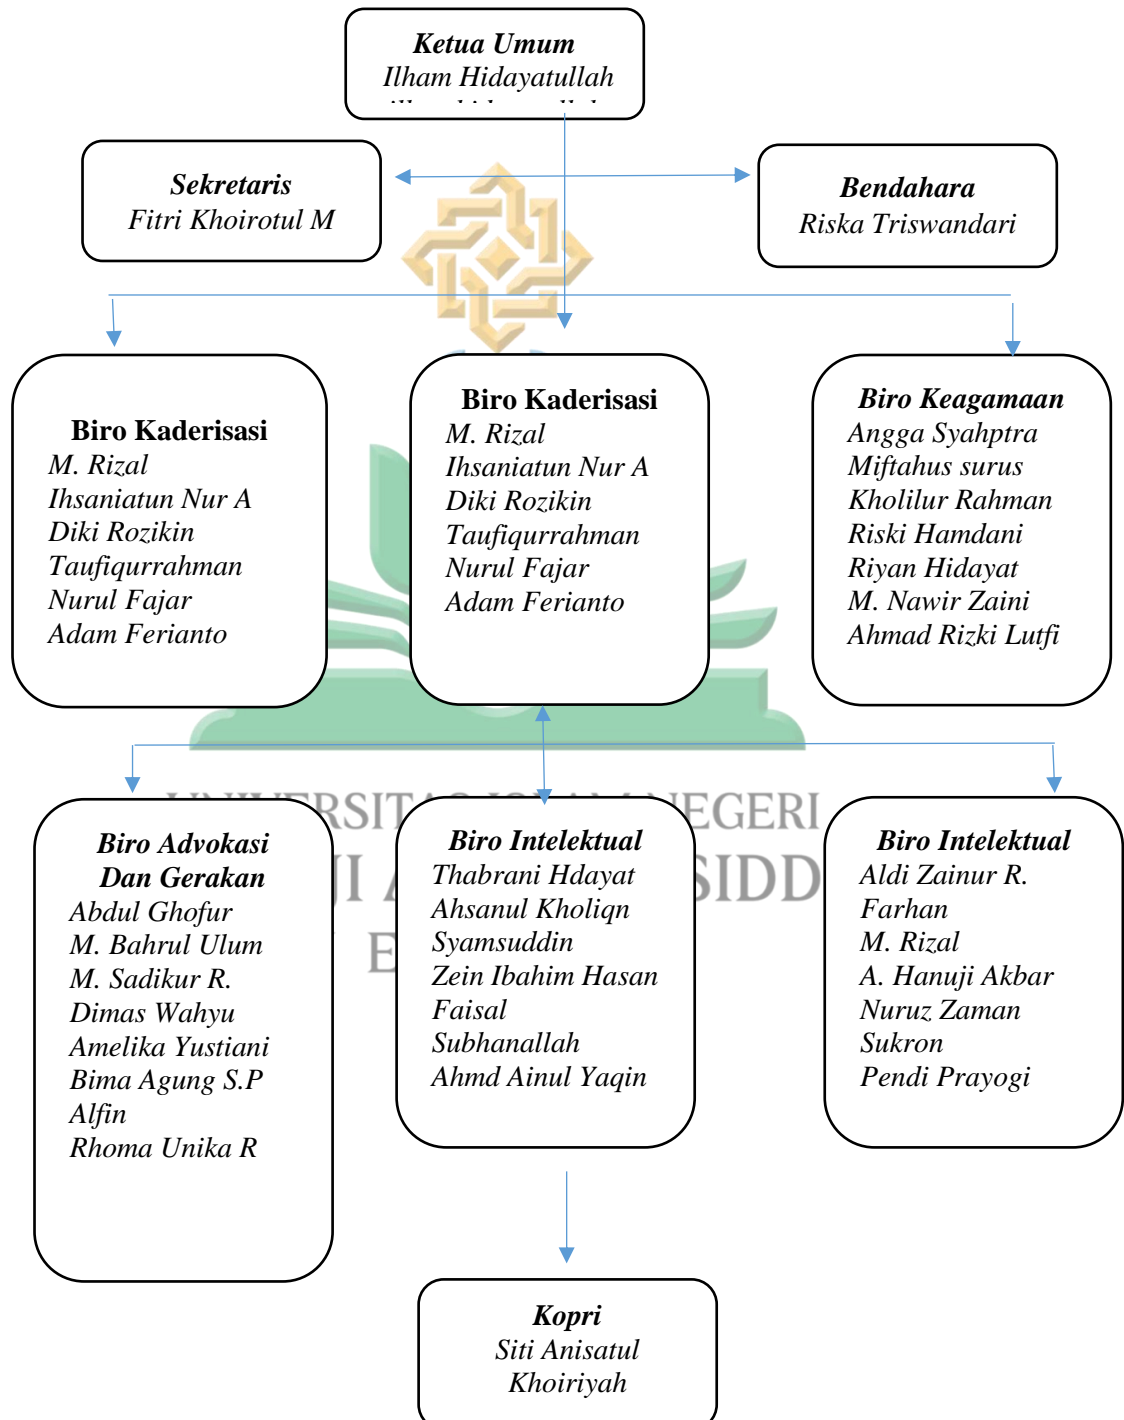 Ketua Umum
Ilham Hidayatullah
Sekretaris
Fitri Khoirotul M
Bendahara
Riska Triswandari
Biro Kaderisasi
M. Rizal
Ihsaniatun Nur A
Diki Rozikin
Taufiqurrahman
Nurul Fajar
Adam Ferianto
Biro Kaderisasi
M. Rizal
Ihsaniatun Nur A
Diki Rozikin
Taufiqurrahman
Nurul Fajar
Adam Ferianto
Biro Keagamaan
Angga Syahptra
Miftahus surus
Kholilur Rahman
Riski Hamdani
Riyan Hidayat
M. Nawir Zaini
Ahmad Rizki Lutfi
NEGERI
SIDD
Biro Advokasi
Dan Gerakan
Abdul Ghofur
M. Bahrul Ulum
M. Sadikur R.
Dimas Wahyu
Amelika Yustiani
Bima Agung S.P
Alfin
Rhoma Unika R
Biro Intelektual
Thabrani Hdayat
Ahsanul Kholiqn
Syamsuddin
Zein Ibahim Hasan
Faisal
Subhanallah
Ahmd Ainul Yaqin
Biro Intelektual
Aldi Zainur R.
Farhan
M. Rizal
A. Hanuji Akbar
Nuruz Zaman
Sukron
Pendi Prayogi
Kopri
Siti Anisatul
Khoiriyah